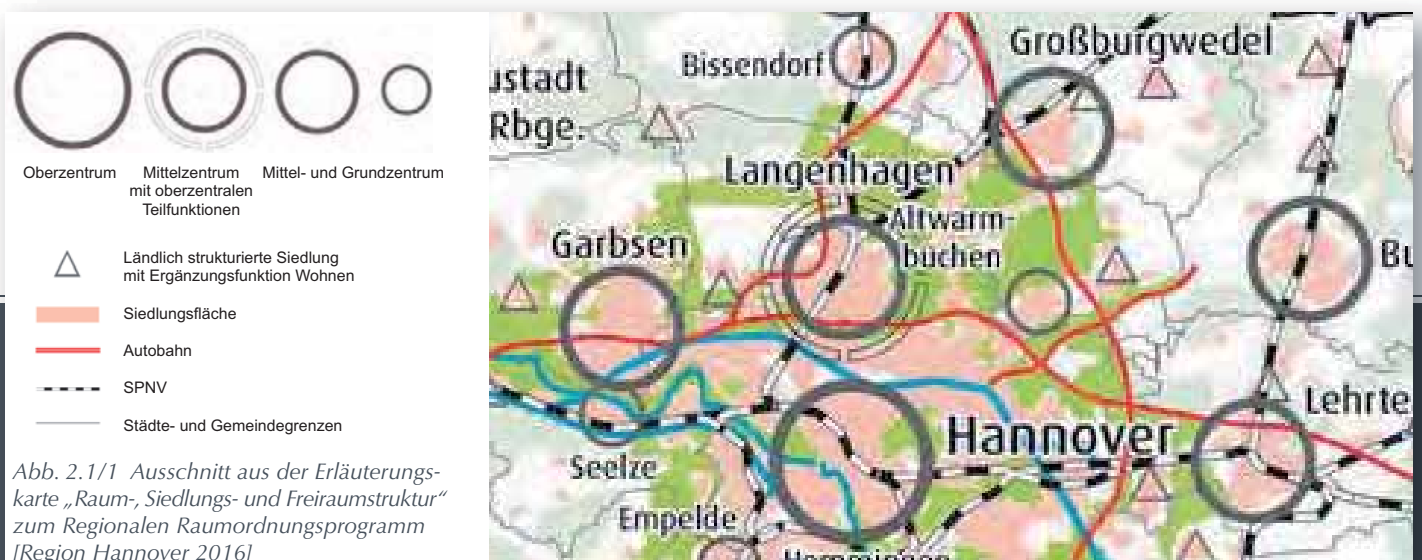 Oberzentrum
Mittelzentrum
mit oberzentralen
Teilfunktionen
Mittel- und Grundzentrum
Ländlich strukturierte Siedlung
mit Ergänzungsfunktion Wohnen
Siedlungsfläche
Autobahn
SPNV
Städte- und Gemeindegrenzen
Abb. 2.1/1 Ausschnitt aus der Erläuterungs-
karte „Raum-, Siedlungs- und Freiraumstruktur“
zum Regionalen Raumordnungsprogramm
[Region Hannover 2016]
ustadt
Rbge.
Bissendorf
Großburgwedel
Langenhagen
Altwarm-
buchen
Garbsen
Bu
Lehrte
Hannover
Seelze
Empelde